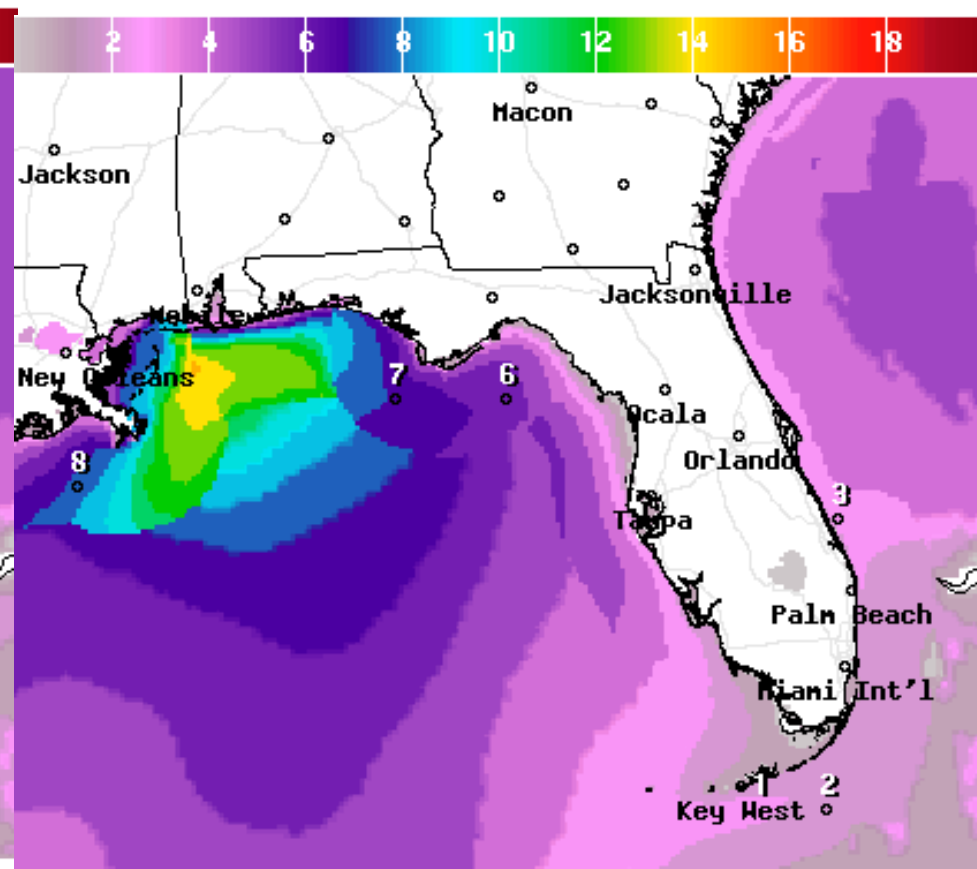 2 4 6 8 10 12 14 16 18
Macon
Jackson
Jacksonville
Mobile
New Orleans
7 6
Ocala
8
Orlando
3
Tampa
Palm Beach
Miami Int'l
1 2
Key West